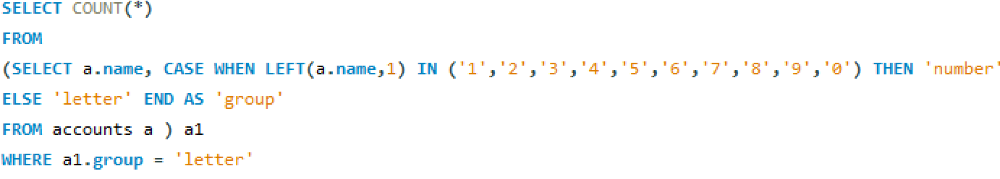 SELECT COUNT(*)
FROM
(SELECT a.name, CASE WHEN LEFT(a.name,1) IN ('1','2','3','4','5','6','7','8','9','0') THEN 'number'
ELSE 'letter' END AS 'group'
FROM accounts a ) a1
WHERE a1.group = 'letter'